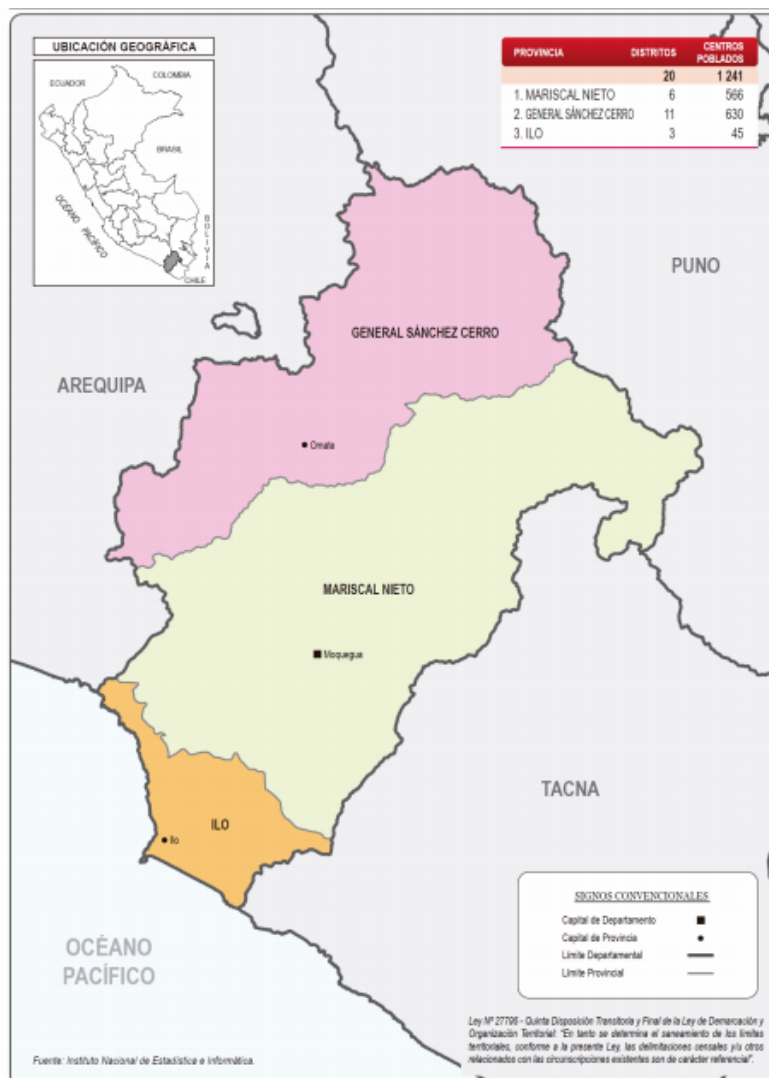 UBICACIÓN GEOGRÁFICA
ECUADOR
COLOMBIA
BRASIL
OCÉANO PACÍFICO
BOLIVIA
CHILE
PROVINCIA DISTRITOS CENTROS POBLADOS
20 1 241
1. MARISCAL NIETO 6 566
2. GENERAL SÁNCHEZ CERRO 11 630
3. ILO 3 45
PUNO
GENERAL SÁNCHEZ CERRO
AREQUIPA
Omate
MARISCAL NIETO
Moquegua
TACNA
ILO
Ilo
OCÉANO
PACÍFICO
SIGNOS CONVENCIONALES
Capital de Departamento
Capital de Provincia
Límite Departamental
Límite Provincial
Ley Nº 27795 - Quinta Disposición Transitoria y Final de la Ley de Demarcación y
Organización Territorial: "En tanto se determina el saneamiento de los límites
territoriales, conforme a la presente Ley, las delimitaciones censales y/u otros
relacionados con las circunscripciones existentes son de carácter referencial".
Fuente: Instituto Nacional de Estadística e Informática.